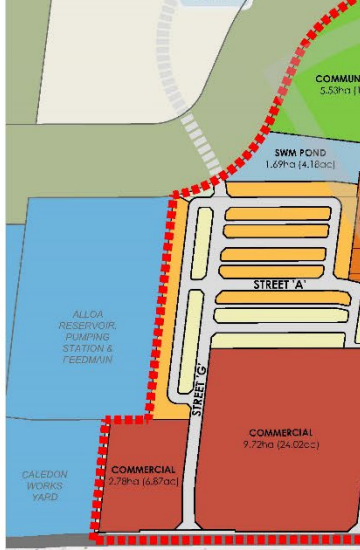 COMMUN
5.53ha (1
SWM POND
1.69ha (4.18ac)
STREET 'A'
ALLOA
RESERVOIR,
PUMPING
STATION &
FEEDMAIN
STREET 'G'
COMMERCIAL
9.72ha (24.02ac)
COMMERCIAL
2.78ha (6.87ac)
CALEDON
WORKS
YARD